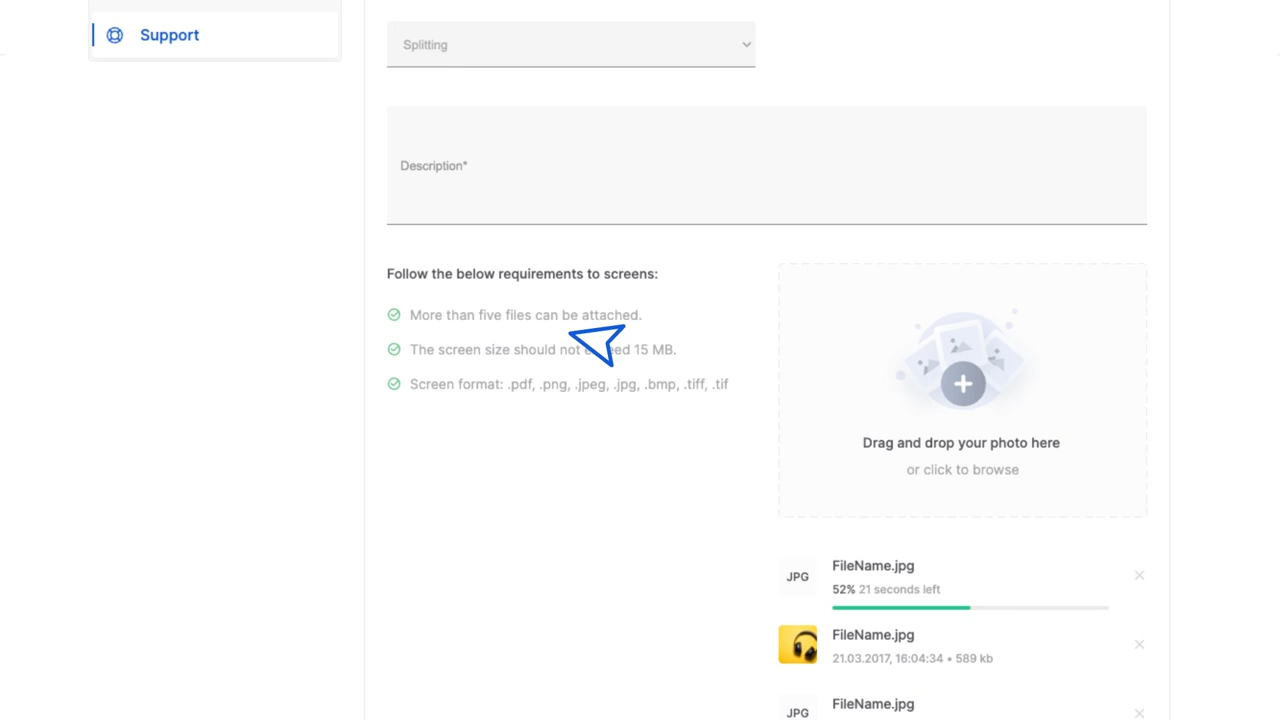 Support
Splitting
Description*
Follow the below requirements to screens:
More than five files can be attached.
The screen size should not exceed 15 MB.
Screen format: .pdf, .png, .jpeg, .jpg, .bmp, .tiff, .tif
Drag and drop your photo here
or click to browse
JPG
FileName.jpg
52% 21 seconds left
FileName.jpg
21.03.2017, 16:04:34 • 589 kb
JPG
FileName.jpg